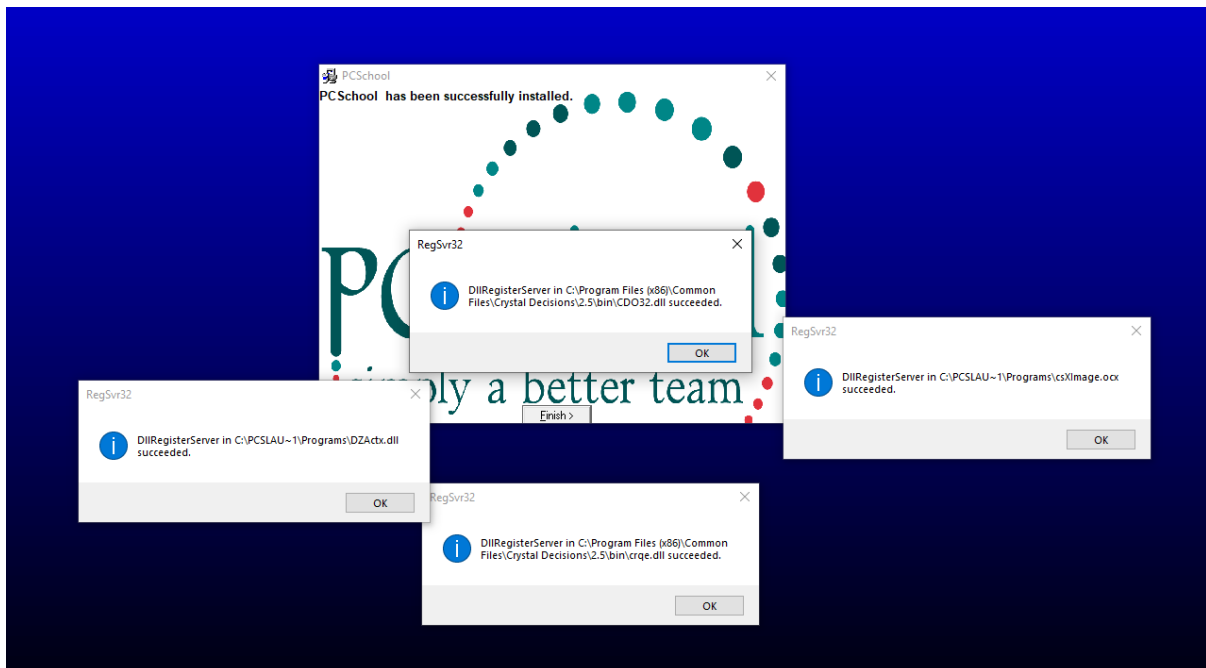 PCSchool
PCSchool has been successfully installed.
PC
RegSvr32
DllRegisterServer in C:\Program Files (x86)\Common
Files\Crystal Decisions\2.5\bin\CDO32.dll succeeded.
OK
RegSvr32
DllRegisterServer in C:\PCSLAU~1\Programs\csXImage.ocx
succeeded.
OK
simply a better team
Finish >
RegSvr32
DllRegisterServer in C:\PCSLAU~1\Programs\DZActx.dll
succeeded.
OK
RegSvr32
DllRegisterServer in C:\Program Files (x86)\Common
Files\Crystal Decisions\2.5\bin\crqe.dll succeeded.
OK